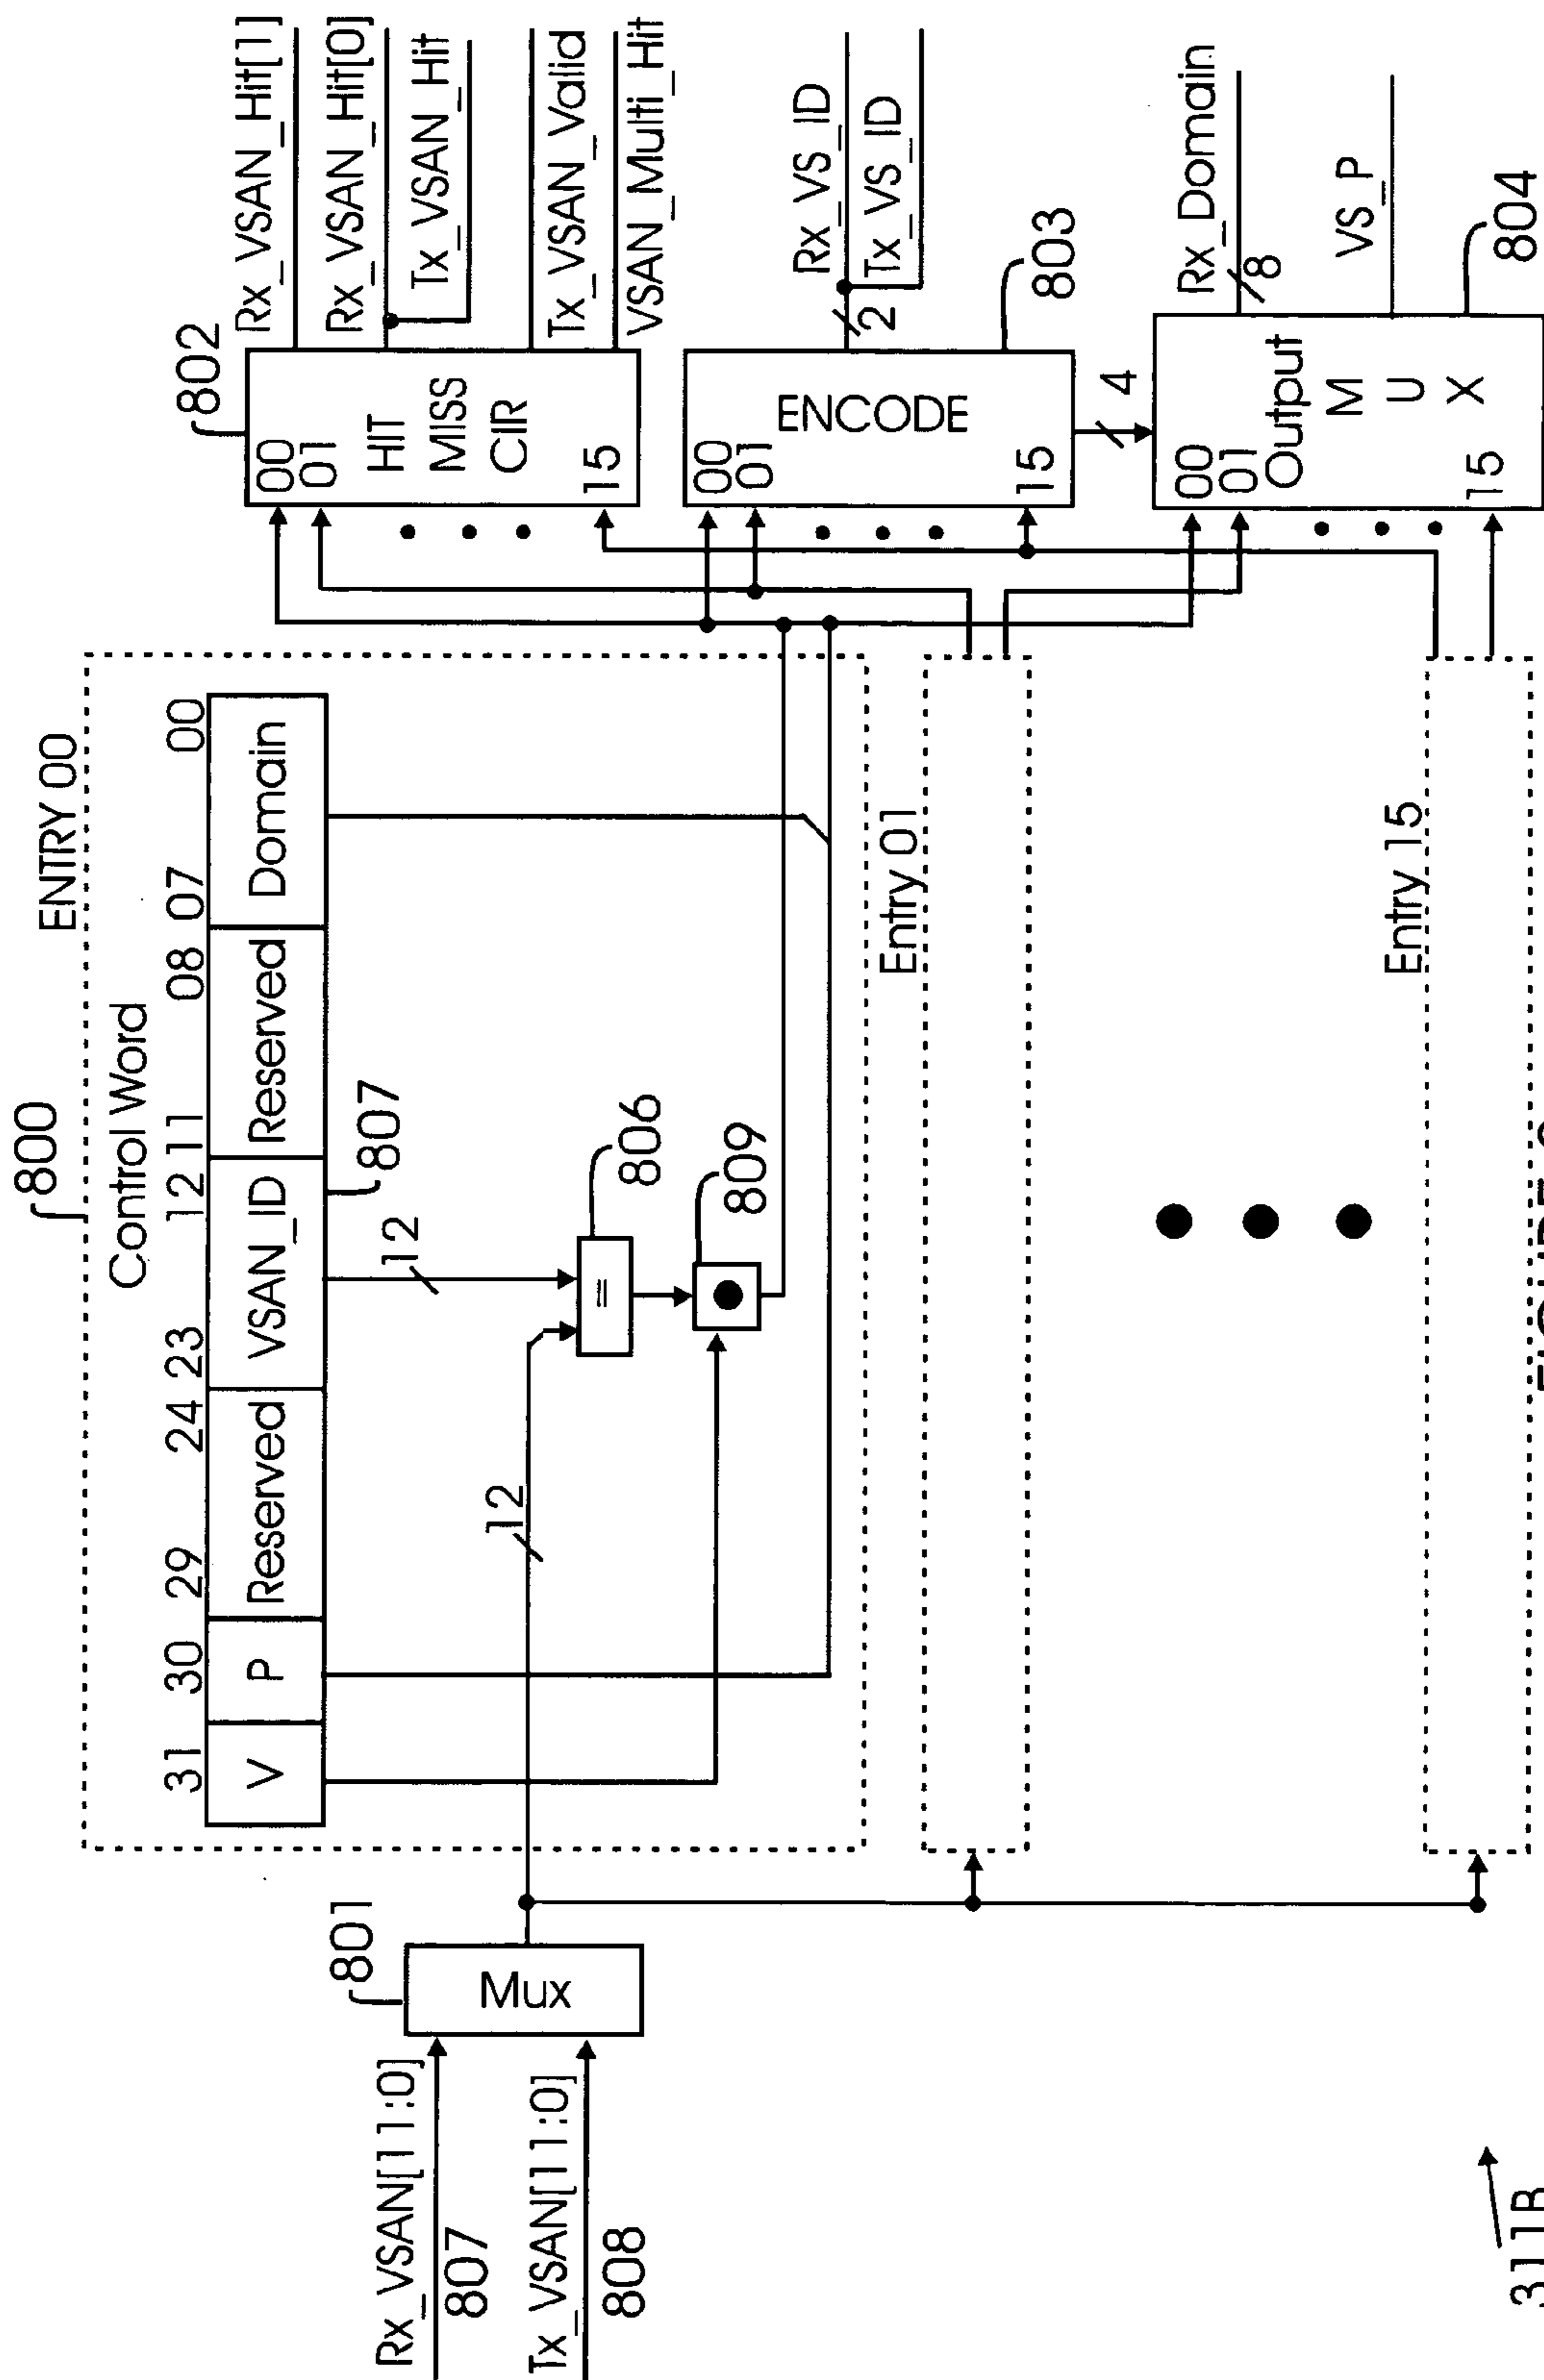 800
ENTRY 00
Control Word
31 30 29 24 23 12 11 08 07 00
V P Reserved VSAN_ID Reserved Domain
807
12
12
=
806
809
801
Mux
Rx_VSAN[11:0]
807
Tx_VSAN[11:0]
808
Entry 01
Entry 15
802
00
01
HIT
MISS
CIR
15
Rx_VSAN_Hit[1]
Rx_VSAN_Hit[0]
Tx_VSAN_Hit
Tx_VSAN_Valid
VSAN_Multi_Hit
00
01
ENCODE
15
Rx_VS_ID
2
Tx_VS_ID
803
4
00
01
Output
M
U
X
15
Rx_Domain
8
VS_P
804
311B